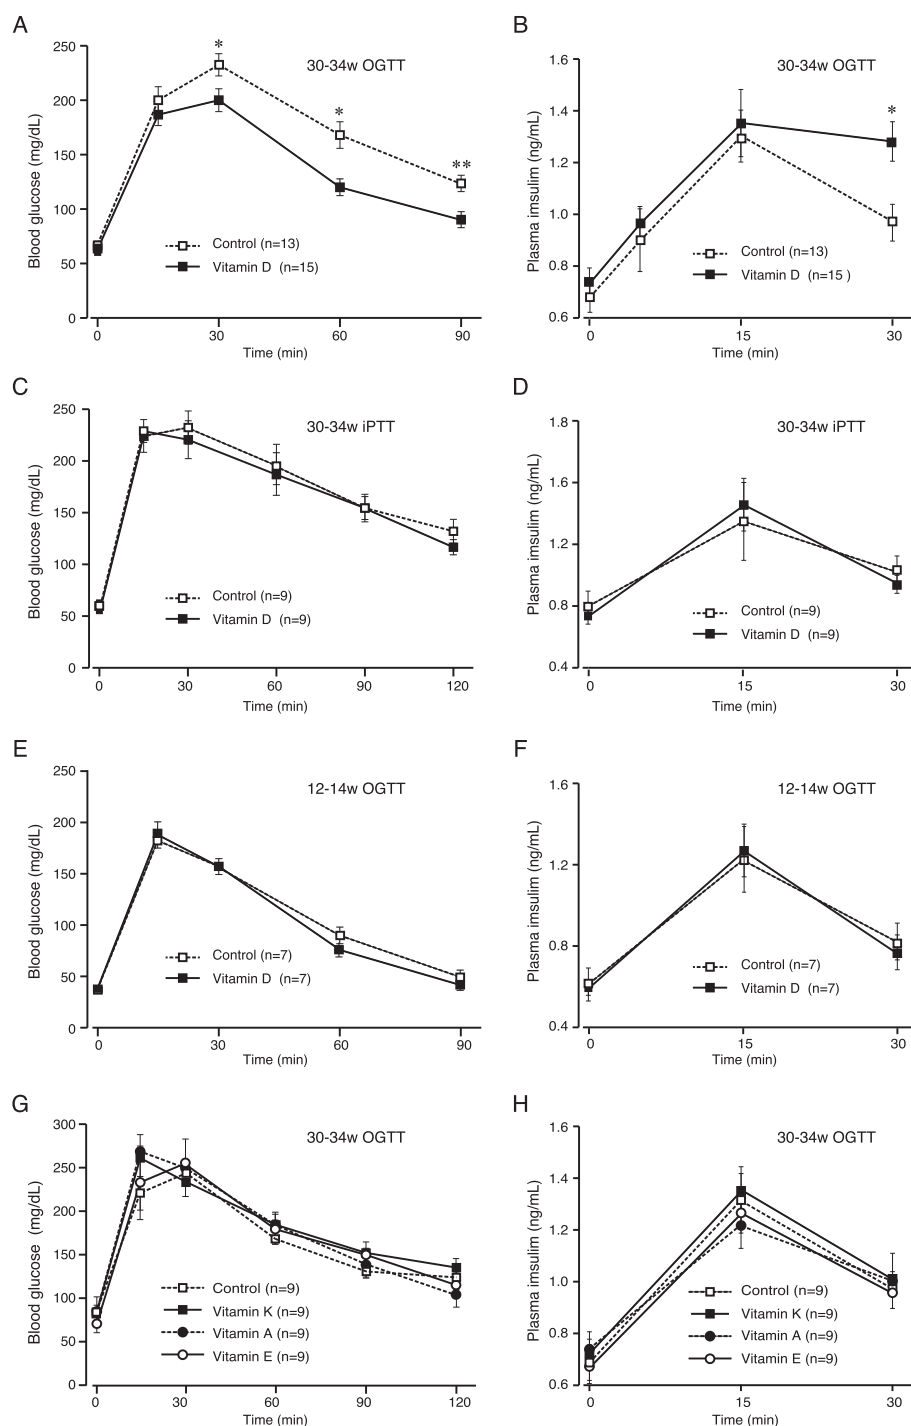 A
B
30-34w OGTT
30-34w OGTT
Blood glucose (mg/dL)
250
200
150
100
50
0
*
*
**
Control (n=13)
Vitamin D (n=15)
0 30 60 90
Time (min)
Plasma imsulim (ng/mL)
1.6
1.4
1.2
1.0
0.8
0.6
*
Control (n=13)
Vitamin D (n=15 )
0 15 30
Time (min)
C
D
30-34w iPTT
30-34w iPTT
Blood glucose (mg/dL)
250
200
150
100
50
0
Control (n=9)
Vitamin D (n=9)
0 30 60 90 120
Time (min)
Plasma imsulim (ng/mL)
1.8
1.6
1.2
0.8
0.4
Control (n=9)
Vitamin D (n=9)
0 15 30
Time (min)
E
F
12-14w OGTT
12-14w OGTT
Blood glucose (mg/dL)
250
200
150
100
50
0
Control (n=7)
Vitamin D (n=7)
0 30 60 90
Time (min)
Plasma imsulim (ng/mL)
1.6
1.2
0.8
0.4
Control (n=7)
Vitamin D (n=7)
0 15 30
Time (min)
G
H
30-34w OGTT
30-34w OGTT
Blood glucose (mg/dL)
300
250
200
150
100
50
0
Control (n=9)
Vitamin K (n=9)
Vitamin A (n=9)
Vitamin E (n=9)
0 30 60 90 120
Time (min)
Plasma imsulim (ng/mL)
1.6
1.4
1.2
1.0
0.8
0.6
Control (n=9)
Vitamin K (n=9)
Vitamin A (n=9)
Vitamin E (n=9)
0 15 30
Time (min)